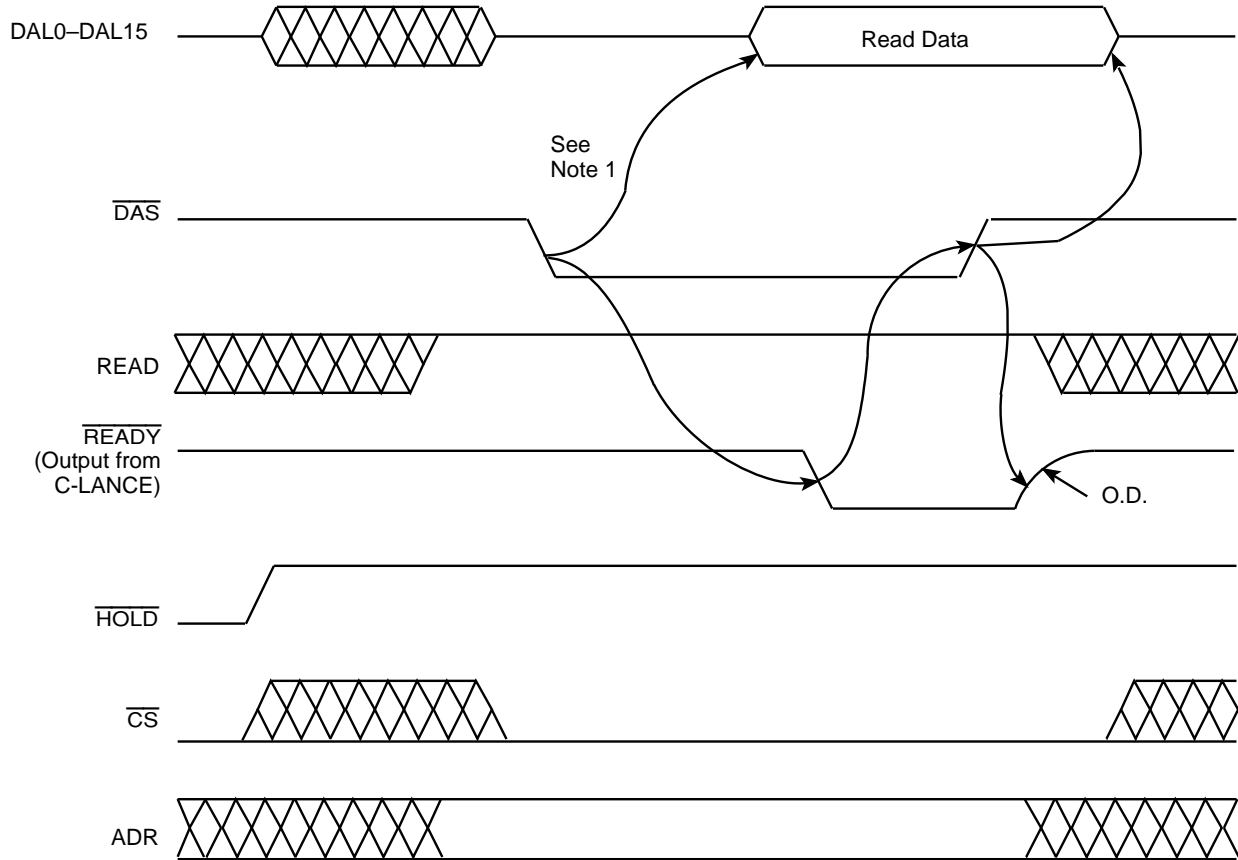 DAL0–DAL15
Read Data
See
Note 1
DAS
READ
READY
(Output from
C-LANCE)
O.D.
HOLD
CS
ADR